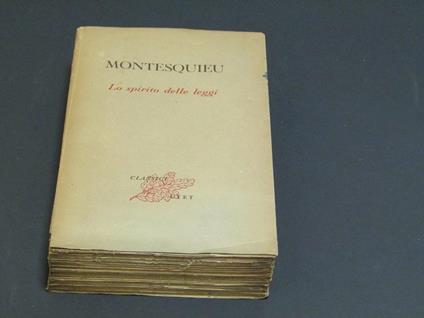 MONTESQUIEU
Lo spirito delle leggi
CLASSICI
UTET